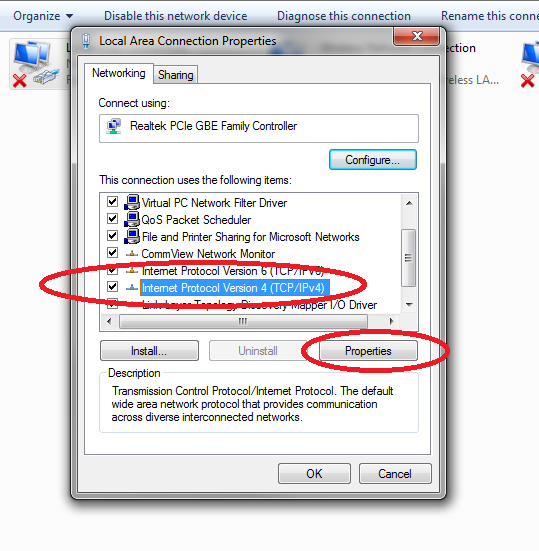 Organize Disable this network device Diagnose this connection Rename this conne
Local Area Connection Properties
ection
reless LA...
Networking Sharing
Connect using:
Realtek PCIe GBE Family Controller
Configure...
This connection uses the following items:
Virtual PC Network Filter Driver
QoS Packet Scheduler
File and Printer Sharing for Microsoft Networks
CommView Network Monitor
Internet Protocol Version 6 (TCP/IPv6)
Internet Protocol Version 4 (TCP/IPv4)
Link-Layer Topology Discovery Mapper I/O Driver
Install... Uninstall Properties
Description
Transmission Control Protocol/Internet Protocol. The default
wide area network protocol that provides communication
across diverse interconnected networks.
OK Cancel